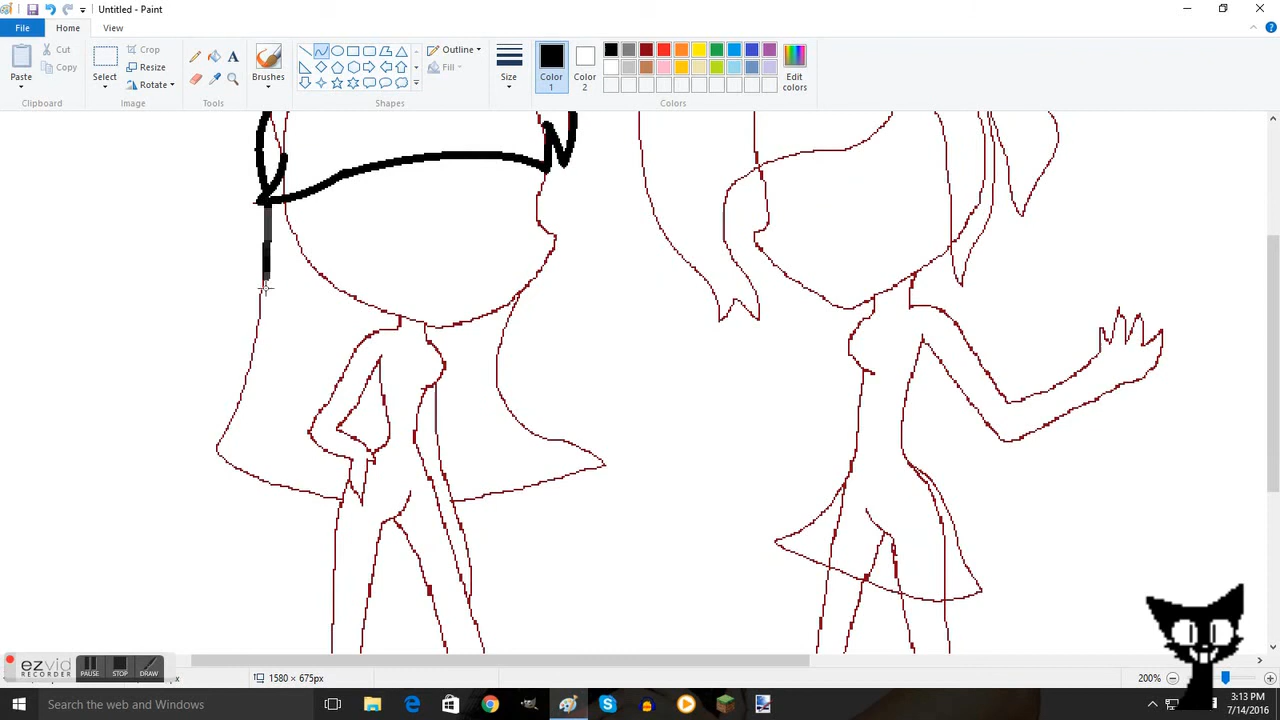 Untitled - Paint
File
Home
View
Paste
Cut
Copy
Clipboard
Select
Crop
Resize
Rotate
Image
Tools
Brushes
Shapes
Outline
Fill
Size
Color 1
Color 2
Edit colors
Colors
ezvid
RECORDER
PAUSE
STOP
DRAW
1580 × 675px
200%
Search the web and Windows
3:13 PM
7/14/2016